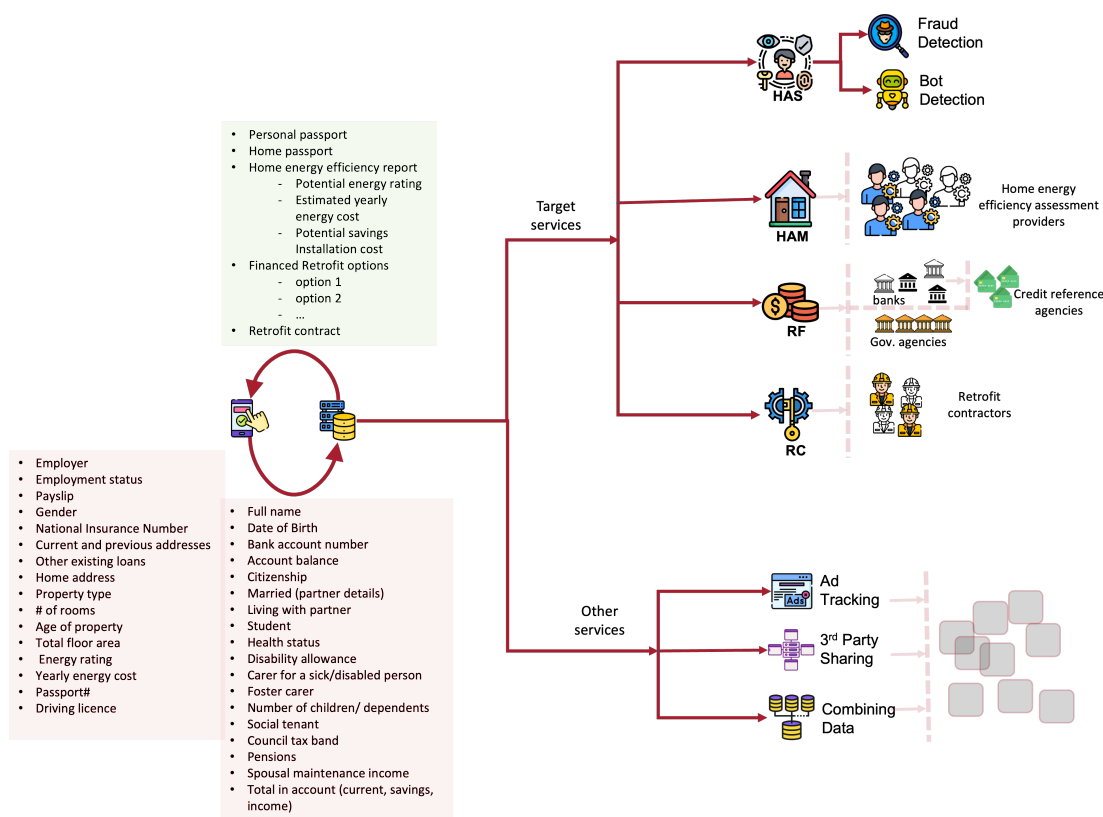 • Personal passport
• Home passport
• Home energy efficiency report
- Potential energy rating
- Estimated yearly
energy cost
- Potential savings
Installation cost
• Financed Retrofit options
- option 1
- option 2
- ...
• Retrofit contract
• Employer
• Employment status
• Payslip
• Gender
• National Insurance Number
• Current and previous addresses
• Other existing loans
• Home address
• Property type
• # of rooms
• Age of property
• Total floor area
• Energy rating
• Yearly energy cost
• Passport#
• Driving licence
• Full name
• Date of Birth
• Bank account number
• Account balance
• Citizenship
• Married (partner details)
• Living with partner
• Student
• Health status
• Disability allowance
• Carer for a sick/disabled person
• Foster carer
• Number of children/ dependents
• Social tenant
• Council tax band
• Pensions
• Spousal maintenance income
• Total in account (current, savings,
income)
Target
services
HAS
Fraud
Detection
Bot
Detection
HAM
Home energy
efficiency assessment
providers
RF
banks
Gov. agencies
Credit reference
agencies
RC
Retrofit
contractors
Other
services
Ads
Ad
Tracking
3rd Party
Sharing
Combining
Data